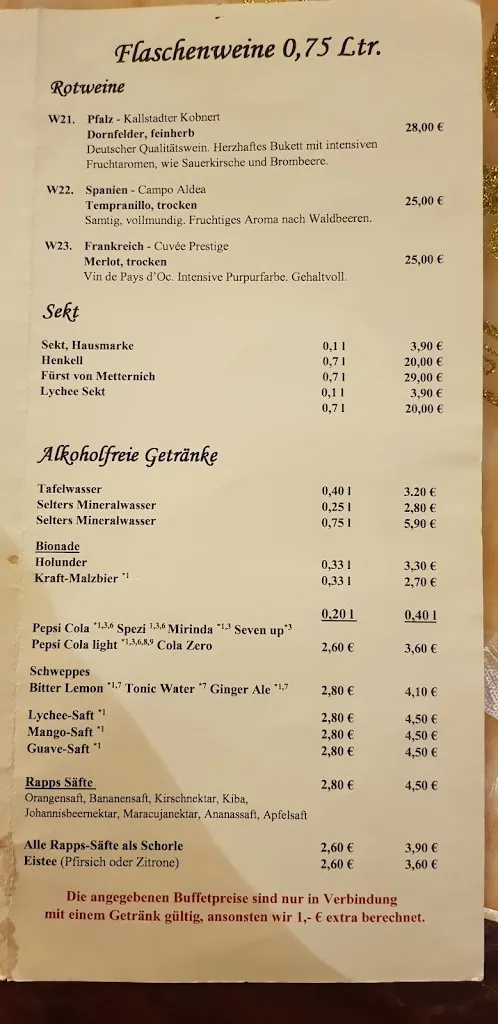 Flaschenweine 0,75 Ltr.
Rotweine
W21. Pfalz - Kallstadter Kobnert
Dornfelder, feinherb 28,00 €
Deutscher Qualitätswein. Herzhaftes Bukett mit intensiven
Fruchtaromen, wie Sauerkirsche und Brombeere.
W22. Spanien - Campo Aldea
Tempranillo, trocken 25,00 €
Samtig, vollmundig. Fruchtiges Aroma nach Waldbeeren.
W23. Frankreich - Cuvée Prestige
Merlot, trocken 25,00 €
Vin de Pays d'Oc. Intensive Purpurfarbe. Gehaltvoll.
Sekt
Sekt, Hausmarke 0,1 l 3,90 €
Henkell 0,7 l 20,00 €
Fürst von Metternich 0,7 l 29,00 €
Lychee Sekt 0,1 l 3,90 €
0,7 l 20,00 €
Alkoholfreie Getränke
Tafelwasser 0,40 l 3.20 €
Selters Mineralwasser 0,25 l 2,80 €
Selters Mineralwasser 0,75 l 5,90 €
Bionade
Holunder 0,33 l 3,30 €
Kraft-Malzbier *1 0,33 l 2,70 €
0,20 l 0,40 l
Pepsi Cola *1,3,6 Spezi 1,3,6 Mirinda *1,3 Seven up*3
Pepsi Cola light *1,3,6,8,9 Cola Zero 2,60 € 3,60 €
Schweppes
Bitter Lemon *1,7 Tonic Water *7 Ginger Ale *1,7 2,80 € 4,10 €
Lychee-Saft *1 2,80 € 4,50 €
Mango-Saft *1 2,80 € 4,50 €
Guave-Saft *1 2,80 € 4,50 €
Rapps Säfte 2,80 € 4,50 €
Orangensaft, Bananensaft, Kirschnektar, Kiba,
Johannisbeernektar, Maracujanektar, Ananassaft, Apfelsaft
Alle Rapps-Säfte als Schorle 2,60 € 3,90 €
Eistee (Pfirsich oder Zitrone) 2,60 € 3,60 €
Die angegebenen Buffetpreise sind nur in Verbindung
mit einem Getränk gültig, ansonsten wir 1,- € extra berechnet.